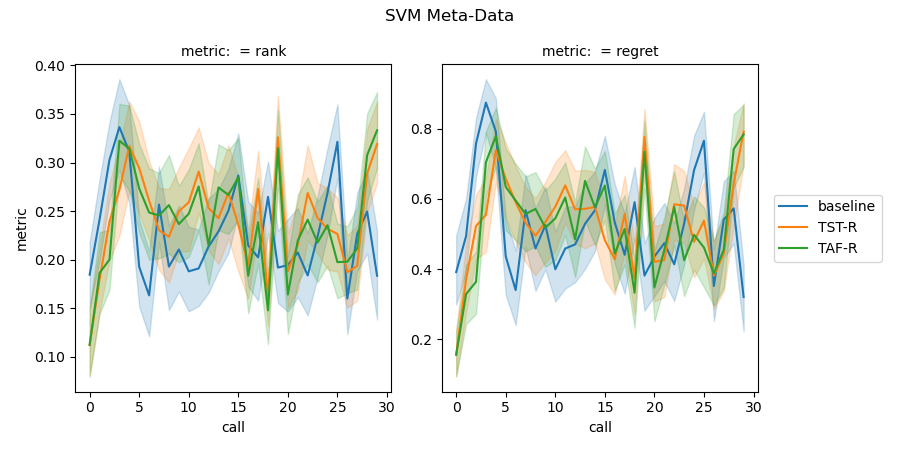 SVM Meta-Data
metric:  = rank
metric:  = regret
metric
0.40
0.35
0.30
0.25
0.20
0.15
0.10
0 5 10 15 20 25 30
call
0.8
0.6
0.4
0.2
0 5 10 15 20 25 30
call
baseline
TST-R
TAF-R